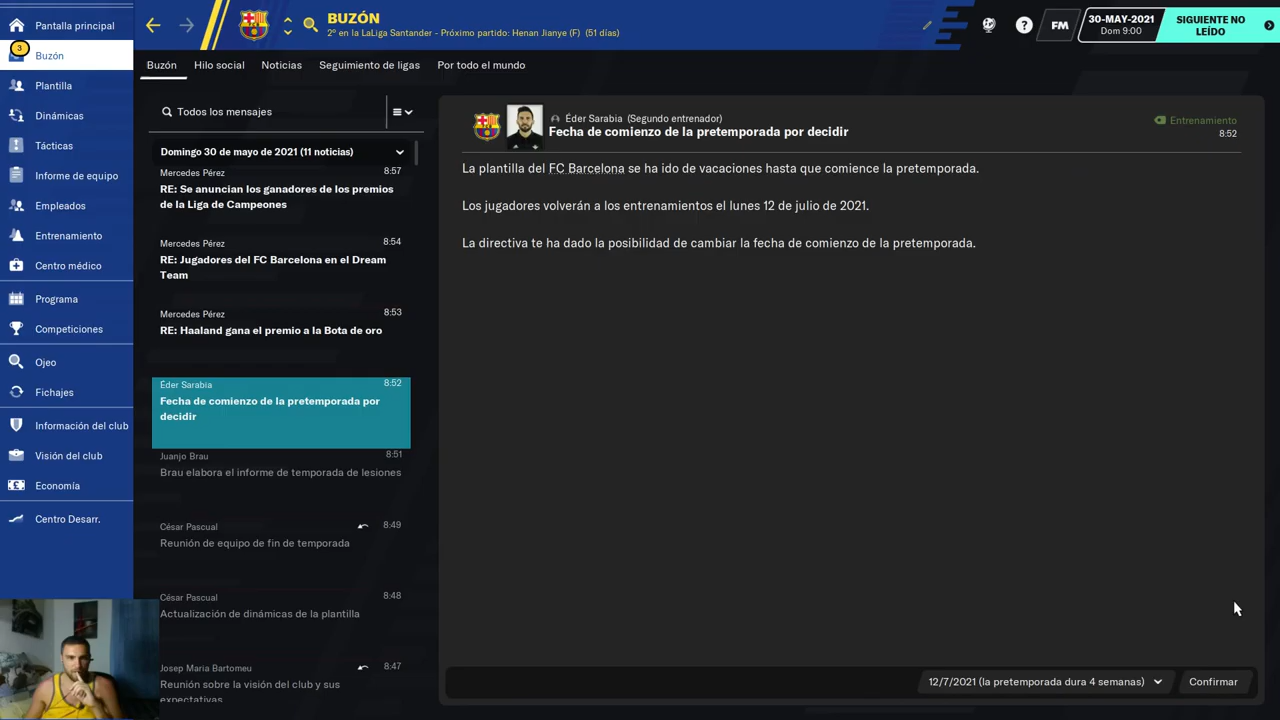 Pantalla principal
3
Buzón
Plantilla
Dinámicas
Tácticas
Informe de equipo
Empleados
Entrenamiento
Centro médico
Programa
Competiciones
Ojeo
Fichajes
Información del club
Visión del club
Economía
Centro Desarr.
BUZÓN
2º en la LaLiga Santander - Próximo partido: Henan Jianye (F) (51 días)
?
FM
30-MAY-2021
Dom 9:00
SIGUIENTE NO
LEÍDO
Buzón Hilo social Noticias Seguimiento de ligas Por todo el mundo
Todos los mensajes
Domingo 30 de mayo de 2021 (11 noticias)
Mercedes Pérez 8:57
RE: Se anuncian los ganadores de los premios
de la Liga de Campeones
Mercedes Pérez 8:54
RE: Jugadores del FC Barcelona en el Dream
Team
Mercedes Pérez 8:53
RE: Haaland gana el premio a la Bota de oro
Éder Sarabia 8:52
Fecha de comienzo de la pretemporada por
decidir
Juanjo Brau 8:51
Brau elabora el informe de temporada de lesiones
César Pascual 8:49
Reunión de equipo de fin de temporada
César Pascual 8:48
Actualización de dinámicas de la plantilla
Josep Maria Bartomeu 8:47
Reunión sobre la visión del club y sus
expectativas
Éder Sarabia (Segundo entrenador)
Fecha de comienzo de la pretemporada por decidir
Entrenamiento
8:52
La plantilla del FC Barcelona se ha ido de vacaciones hasta que comience la pretemporada.
Los jugadores volverán a los entrenamientos el lunes 12 de julio de 2021.
La directiva te ha dado la posibilidad de cambiar la fecha de comienzo de la pretemporada.
12/7/2021 (la pretemporada dura 4 semanas)
Confirmar